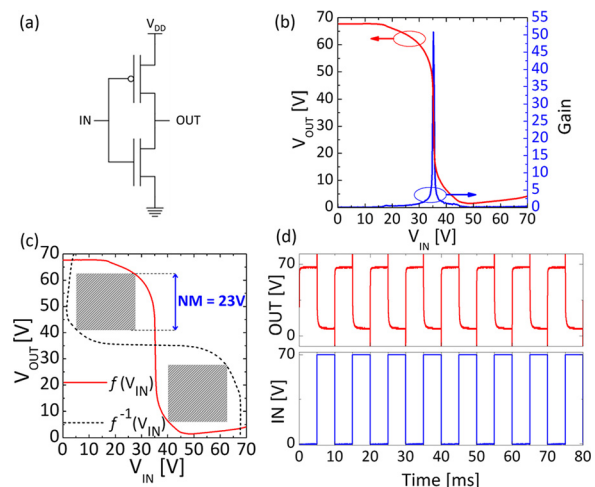 (a)
V_DD
IN
OUT
(b)
V_OUT [V]
70
60
50
40
30
20
10
0
0 10 20 30 40 50 60 70
V_IN [V]
55
50
45
40
35
30
25
20
15
10
5
0
Gain
(c)
V_OUT [V]
70
60
50
40
30
20
10
0
NM = 23V
f(V_IN)
f⁻¹(V_IN)
0 10 20 30 40 50 60 70
V_IN [V]
(d)
OUT [V]
70
0
IN [V]
70
0
0 10 20 30 40 50 60 70 80
Time [ms]